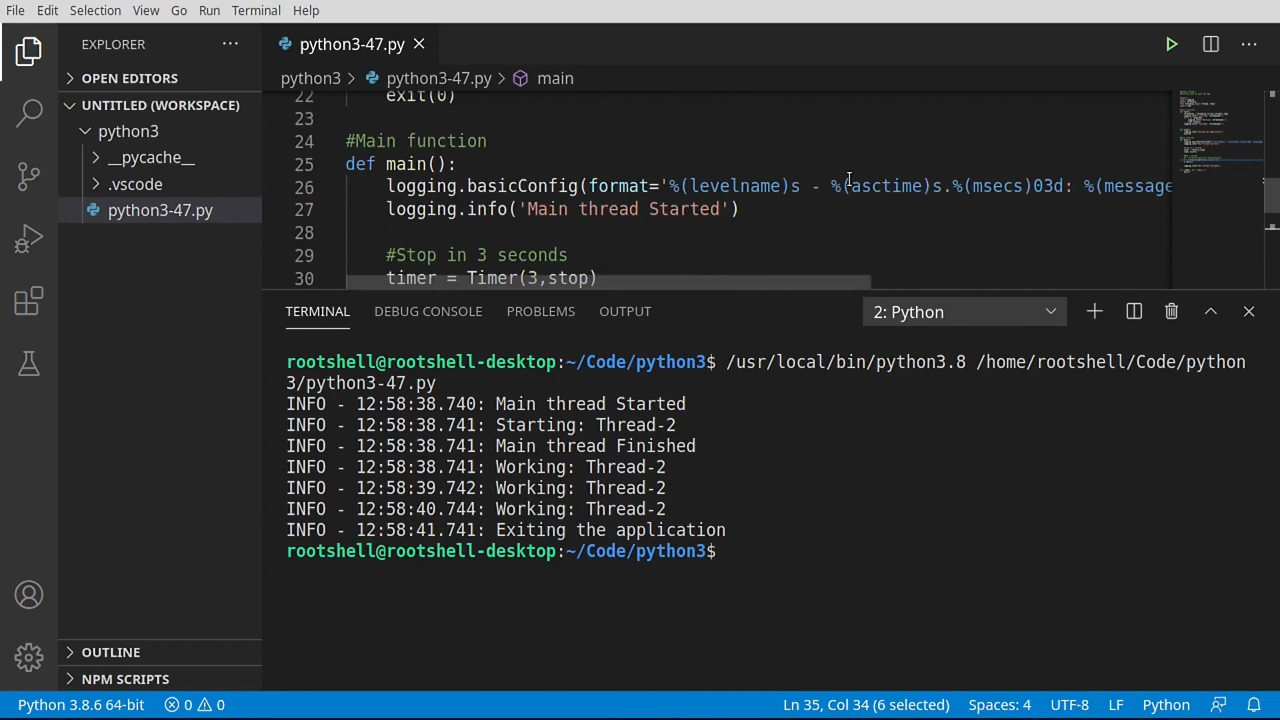 File Edit Selection View Go Run Terminal Help
EXPLORER
python3-47.py
OPEN EDITORS
UNTITLED (WORKSPACE)
python3
__pycache__
.vscode
python3-47.py
OUTLINE
NPM SCRIPTS
python3 > python3-47.py > main
22 exit(0)
23
24 #Main function
25 def main():
26 logging.basicConfig(format='%(levelname)s - %(asctime)s.%(msecs)03d: %(message
27 logging.info('Main thread Started')
28
29 #Stop in 3 seconds
30 timer = Timer(3,stop)
TERMINAL DEBUG CONSOLE PROBLEMS OUTPUT 2: Python
rootshell@rootshell-desktop:~/Code/python3$ /usr/local/bin/python3.8 /home/rootshell/Code/python
3/python3-47.py
INFO - 12:58:38.740: Main thread Started
INFO - 12:58:38.741: Starting: Thread-2
INFO - 12:58:38.741: Main thread Finished
INFO - 12:58:38.741: Working: Thread-2
INFO - 12:58:39.742: Working: Thread-2
INFO - 12:58:40.744: Working: Thread-2
INFO - 12:58:41.741: Exiting the application
rootshell@rootshell-desktop:~/Code/python3$
Python 3.8.6 64-bit 0 0 Ln 35, Col 34 (6 selected) Spaces: 4 UTF-8 LF Python